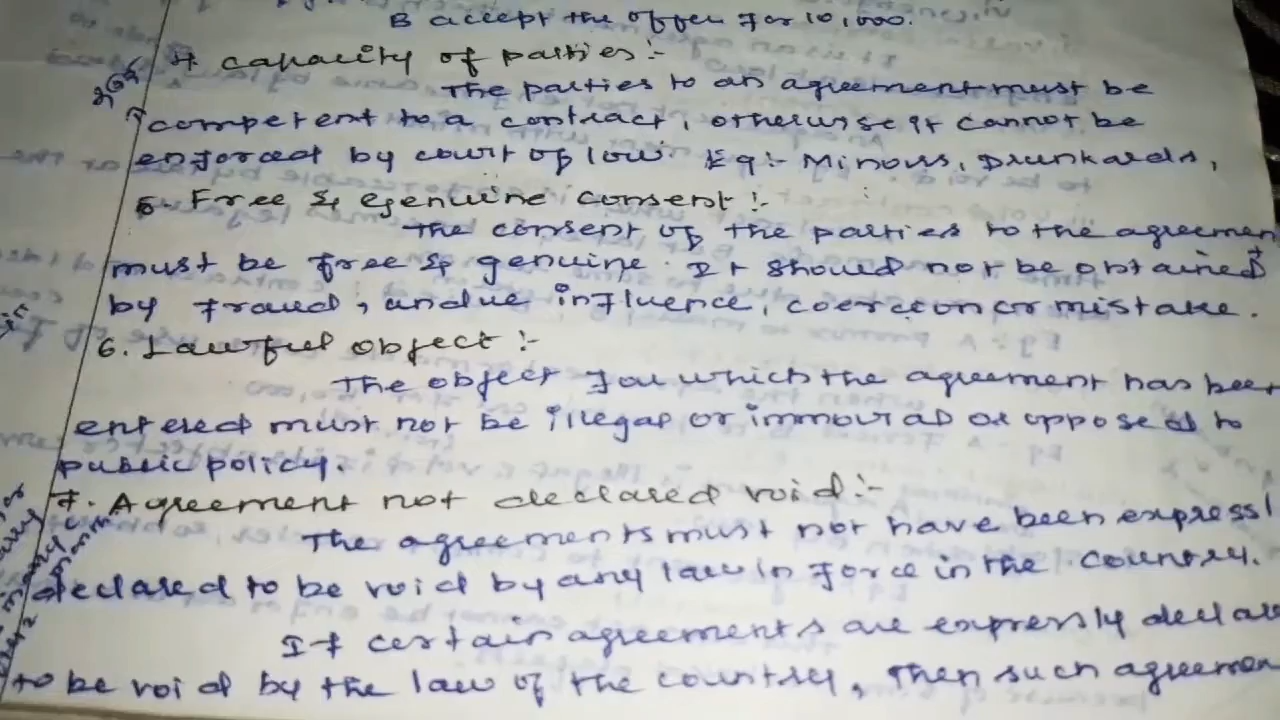 B accept the offer For 10,000.
4 capacity of parties:-
The parties to an agreement must be
competent to a contract, otherwise it cannot be
enforced by court of law. Eg:- Minors, Drunkards,
5 Free & genuine consent:-
The consent of the parties to the agreement
must be free & genuine. It should not be obtained
by fraud, undue influence, coercion or mistake.
6. Lawful object:-
The object for which the agreement has been
entered must not be illegal or immoral or opposed to
public policy.
7. Agreement not declared void:-
The agreements must not have been expressl
declared to be void by any law in force in the country.
If certain agreements are expressly declare
to be void by the law of the country, then such agreemen